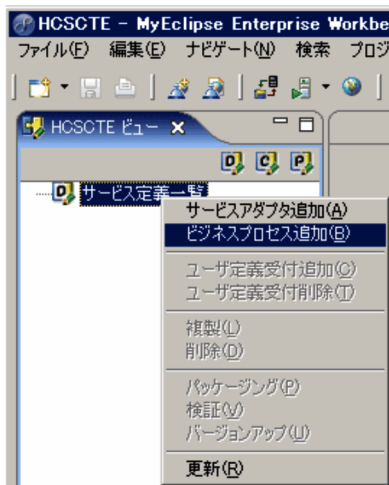 HCSCTE - MyEclipse Enterprise Workbe
ファイル(F) 編集(E) ナビゲート(N) 検索 プロジ
HCSCTE ビュー
サービス定義一覧
サービスアダプタ追加(A)
ビジネスプロセス追加(B)
ユーザ定義受付追加(C)
ユーザ定義受付削除(T)
複製(L)
削除(D)
パッケージング(P)
検証(V)
バージョンアップ(U)
更新(R)